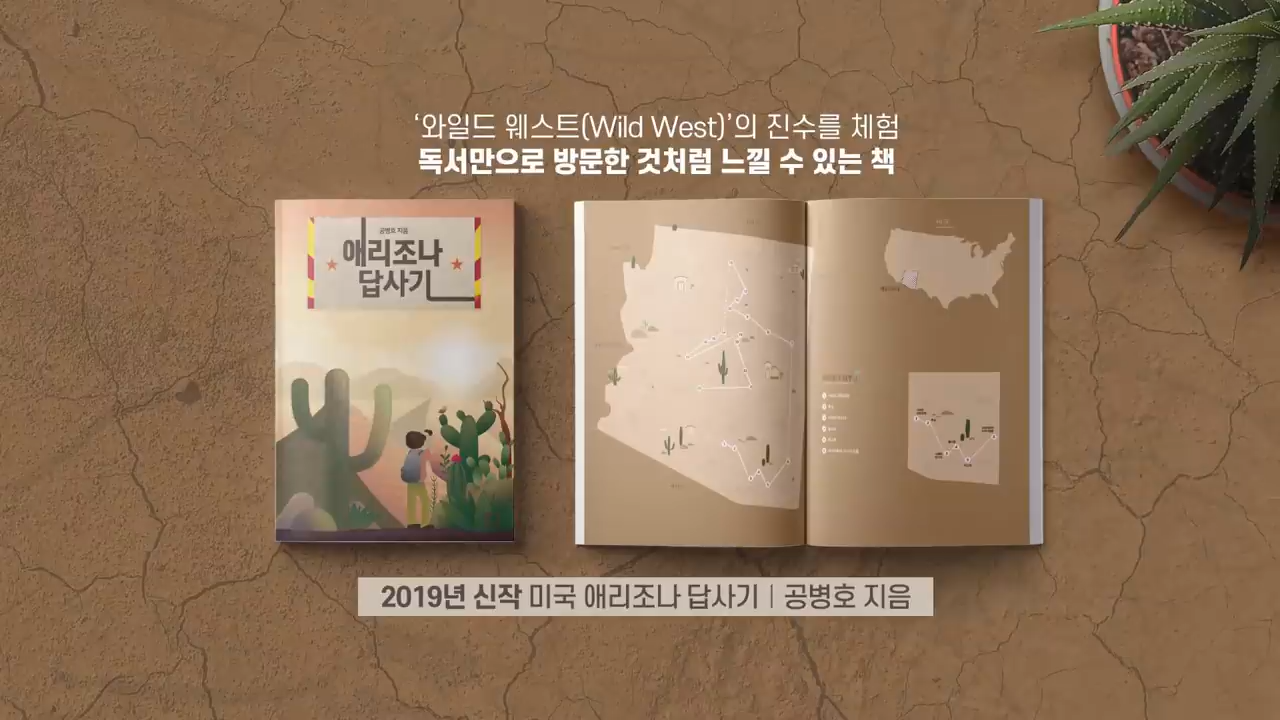 ‘와일드 웨스트(Wild West)’의 진수를 체험
독서만으로 방문한 것처럼 느낄 수 있는 책
공병호 지음
애리조나
답사기
2019년 신작 미국 애리조나 답사기 | 공병호 지음